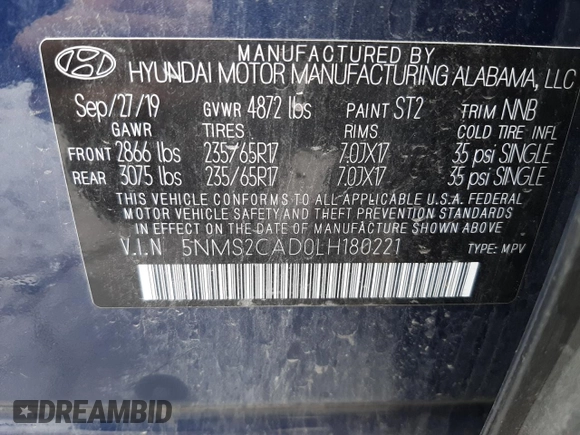 MANUFACTURED BY
HYUNDAI MOTOR MANUFACTURING ALABAMA, LLC
Sep/27/19 GVWR 4872 lbs PAINT ST2 TRIM NNB
GAWR TIRES RIMS COLD TIRE INFL
FRONT 2866 lbs 235/65R17 7.0JX17 35 psi SINGLE
REAR 3075 lbs 235/65R17 7.0JX17 35 psi SINGLE
THIS VEHICLE CONFORMS TO ALL APPLICABLE U.S.A. FEDERAL
MOTOR VEHICLE SAFETY AND THEFT PREVENTION STANDARDS
IN EFFECT ON THE DATE OF MANUFACTURE SHOWN ABOVE.
V.I.N 5NMS2CAD0LH180221 TYPE: MPV
DREAMBID